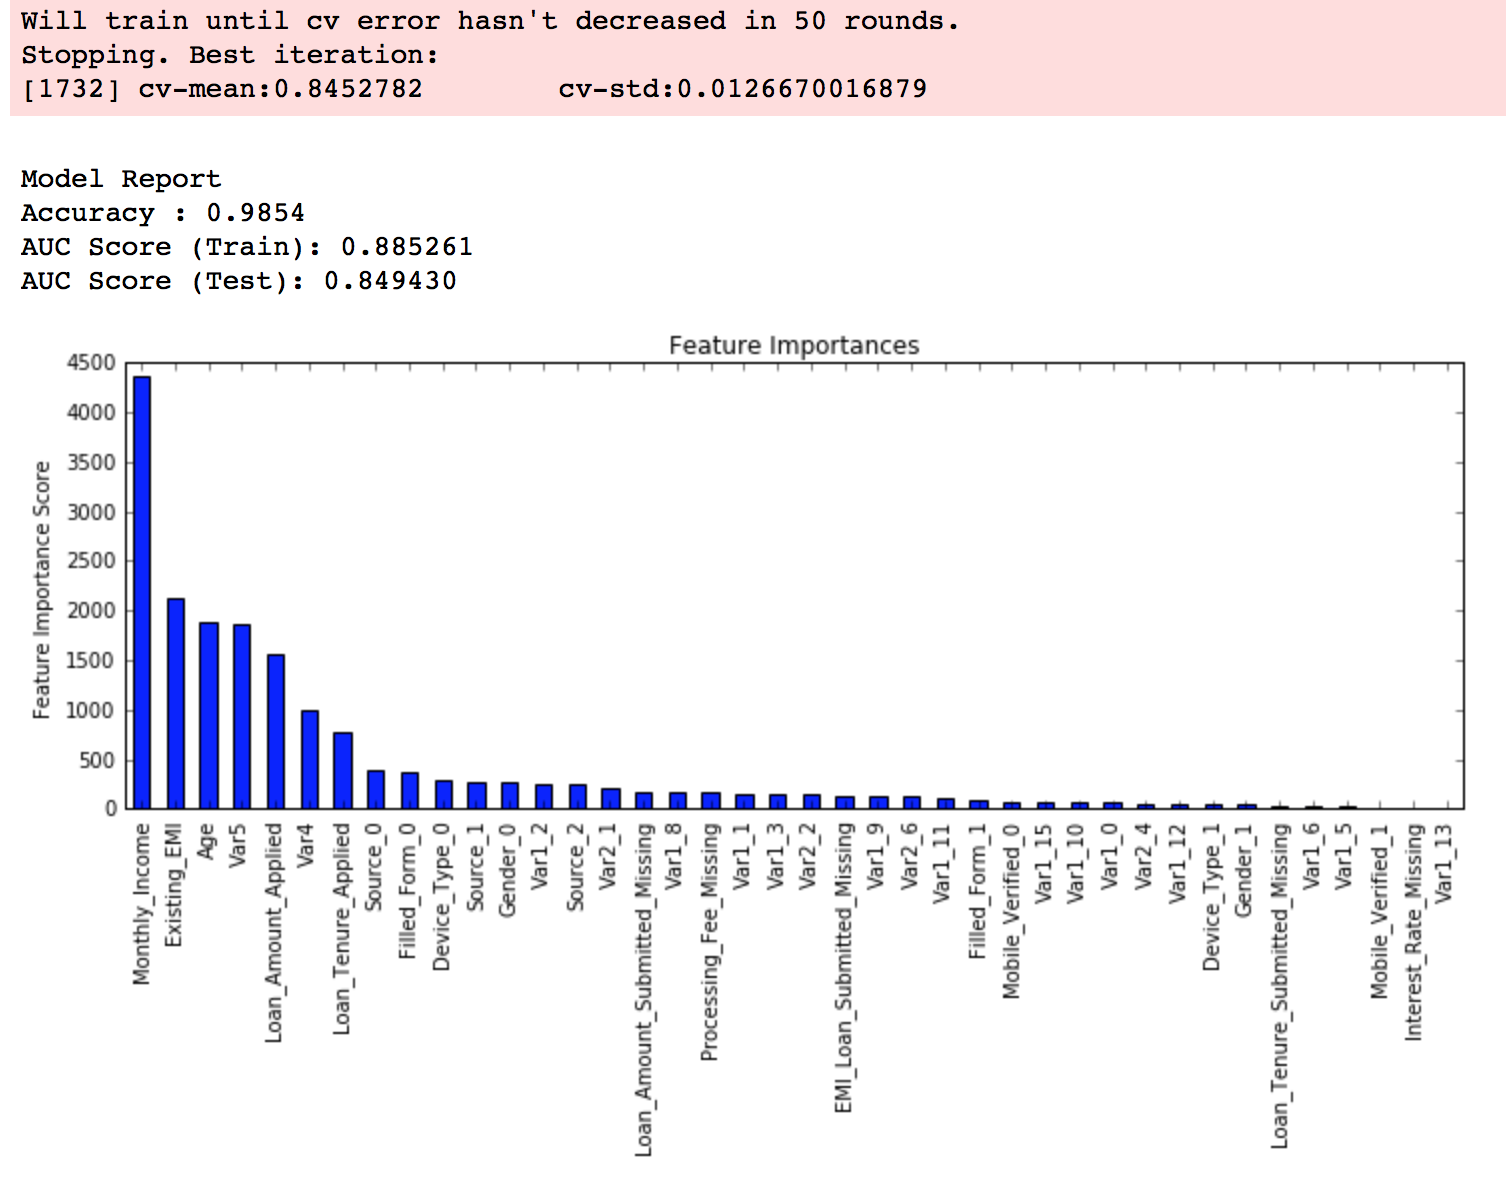 Will train until cv error hasn't decreased in 50 rounds.
Stopping. Best iteration:
[1732] cv-mean:0.8452782 cv-std:0.0126670016879
Model Report
Accuracy : 0.9854
AUC Score (Train): 0.885261
AUC Score (Test): 0.849430
Feature Importances
Feature Importance Score
4500
4000
3500
3000
2500
2000
1500
1000
500
0
Monthly_Income
Existing_EMI
Age
Var5
Loan_Amount_Applied
Var4
Loan_Tenure_Applied
Source_0
Filled_Form_0
Device_Type_0
Source_1
Gender_0
Var1_2
Source_2
Var2_1
Loan_Amount_Submitted_Missing
Var1_8
Processing_Fee_Missing
Var1_1
Var1_3
Var2_2
EMI_Loan_Submitted_Missing
Var1_9
Var2_6
Var1_11
Filled_Form_1
Mobile_Verified_0
Var1_15
Var1_10
Var1_0
Var2_4
Var1_12
Device_Type_1
Gender_1
Loan_Tenure_Submitted_Missing
Var1_6
Var1_5
Mobile_Verified_1
Interest_Rate_Missing
Var1_13